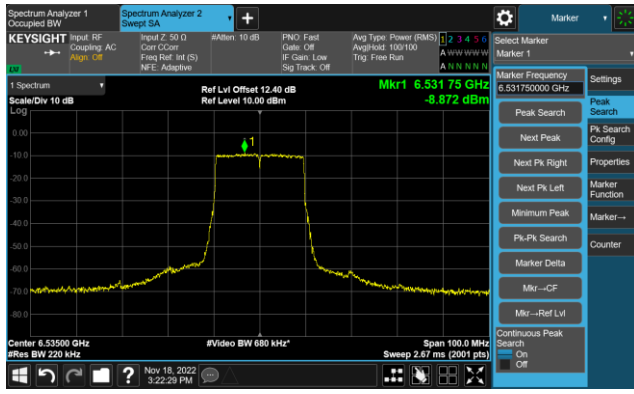 Spectrum Analyzer 1
Occupied BW
Spectrum Analyzer 2
Swept SA
Marker
KEYSIGHT
Input: RF
Coupling: AC
Align: Off
Input Z: 50 Ω
Corr CCorr
Freq Ref: Int (S)
NFE: Adaptive
#Atten: 10 dB
PNO: Fast
Gate: Off
IF Gain: Low
Sig Track: Off
Avg Type: Power (RMS)
Avg|Hold: 100/100
Trig: Free Run
1 2 3 4 5 6
A W W W W W
A N N N N N
Select Marker
Marker 1
1 Spectrum
Scale/Div 10 dB
Log
Ref Lvl Offset 12.40 dB
Ref Level 10.00 dBm
Mkr1 6.531 75 GHz
-8.872 dBm
1
0.00
-10.0
-20.0
-30.0
-40.0
-50.0
-60.0
-70.0
-80.0
Center 6.53500 GHz
#Res BW 220 kHz
#Video BW 680 kHz*
Span 100.0 MHz
Sweep 2.67 ms (2001 pts)
Marker Frequency
6.531750000 GHz
Peak Search
Next Peak
Next Pk Right
Next Pk Left
Minimum Peak
Pk-Pk Search
Marker Delta
Mkr→CF
Mkr→Ref Lvl
Continuous Peak
Search
On
Off
Settings
Peak
Search
Pk Search
Config
Properties
Marker
Function
Marker→
Counter
Nov 18, 2022
3:22:29 PM